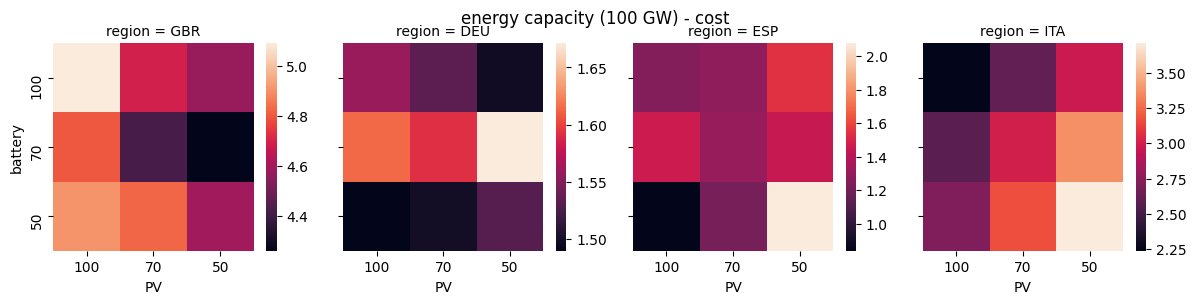 energy capacity (100 GW) - cost
region = GBR
region = DEU
region = ESP
region = ITA
battery
100
70
50
5.0
4.8
4.6
4.4
1.65
1.60
1.55
1.50
2.0
1.8
1.6
1.4
1.2
1.0
3.50
3.25
3.00
2.75
2.50
2.25
100 70 50
100 70 50
100 70 50
100 70 50
PV
PV
PV
PV